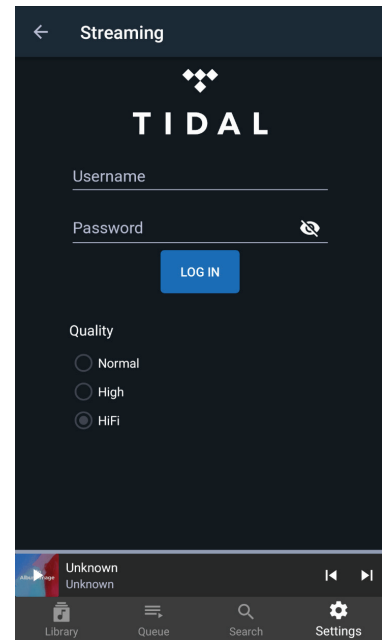 Streaming
TIDAL
Username
Password
LOG IN
Quality
Normal
High
HiFi
Unknown
Unknown
Library
Queue
Search
Settings